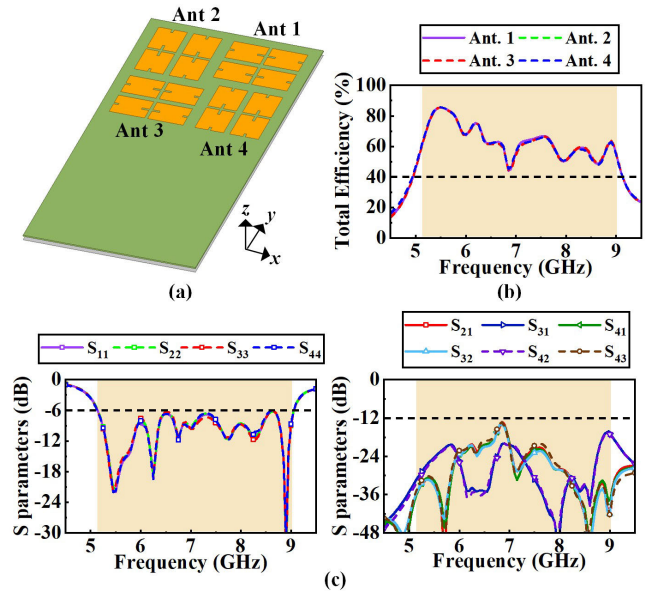 Ant 2
Ant 1
Ant 3
Ant 4
z
y
x
(a)
Ant. 1
Ant. 2
Ant. 3
Ant. 4
Total Efficiency (%)
100
80
60
40
20
0
5
6
7
8
9
Frequency (GHz)
(b)
S11
S22
S33
S44
S parameters (dB)
0
-6
-12
-18
-24
-30
5
6
7
8
9
Frequency (GHz)
S21
S31
S41
S32
S42
S43
S parameters (dB)
0
-12
-24
-36
-48
5
6
7
8
9
Frequency (GHz)
(c)